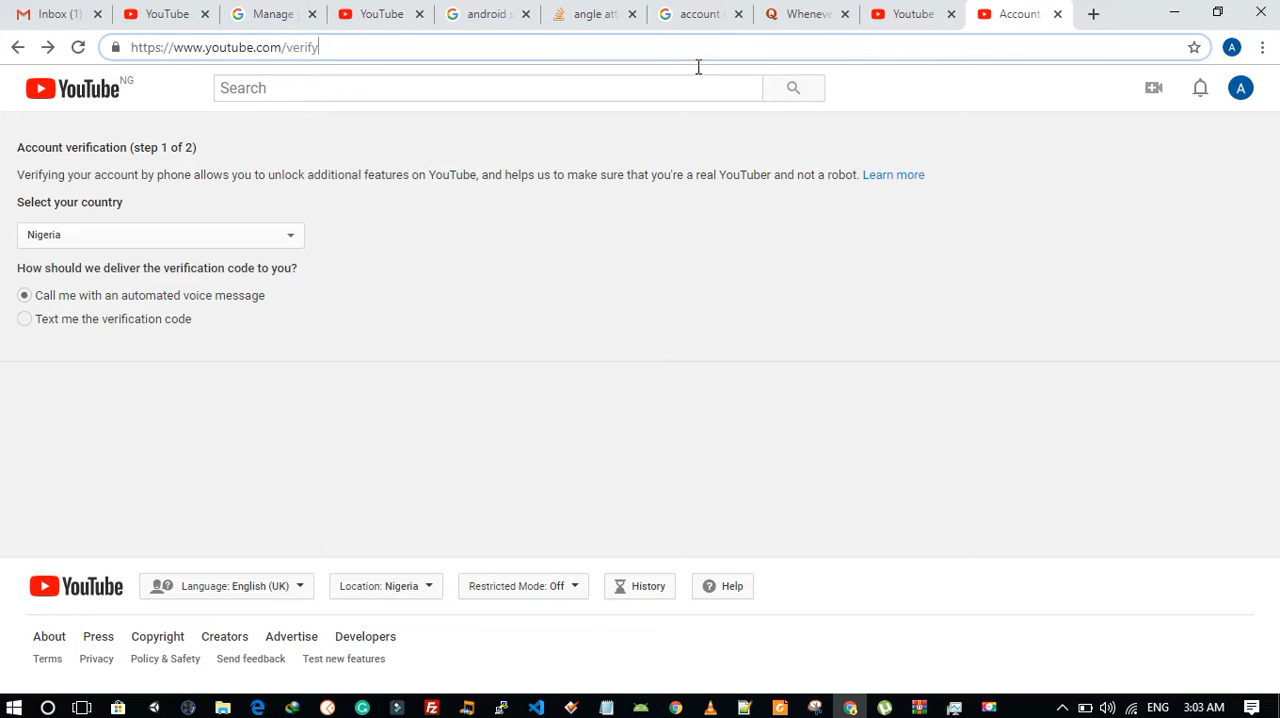 Inbox (1)
YouTube
Manage
YouTube
android
angle att
account
Wheneve
Youtube
Account
https://www.youtube.com/verify
A
YouTube NG
Search
A
Account verification (step 1 of 2)
Verifying your account by phone allows you to unlock additional features on YouTube, and helps us to make sure that you're a real YouTuber and not a robot. Learn more
Select your country
Nigeria
How should we deliver the verification code to you?
Call me with an automated voice message
Text me the verification code
YouTube
Language: English (UK)
Location: Nigeria
Restricted Mode: Off
History
Help
About Press Copyright Creators Advertise Developers
Terms Privacy Policy & Safety Send feedback Test new features
ENG 3:03 AM